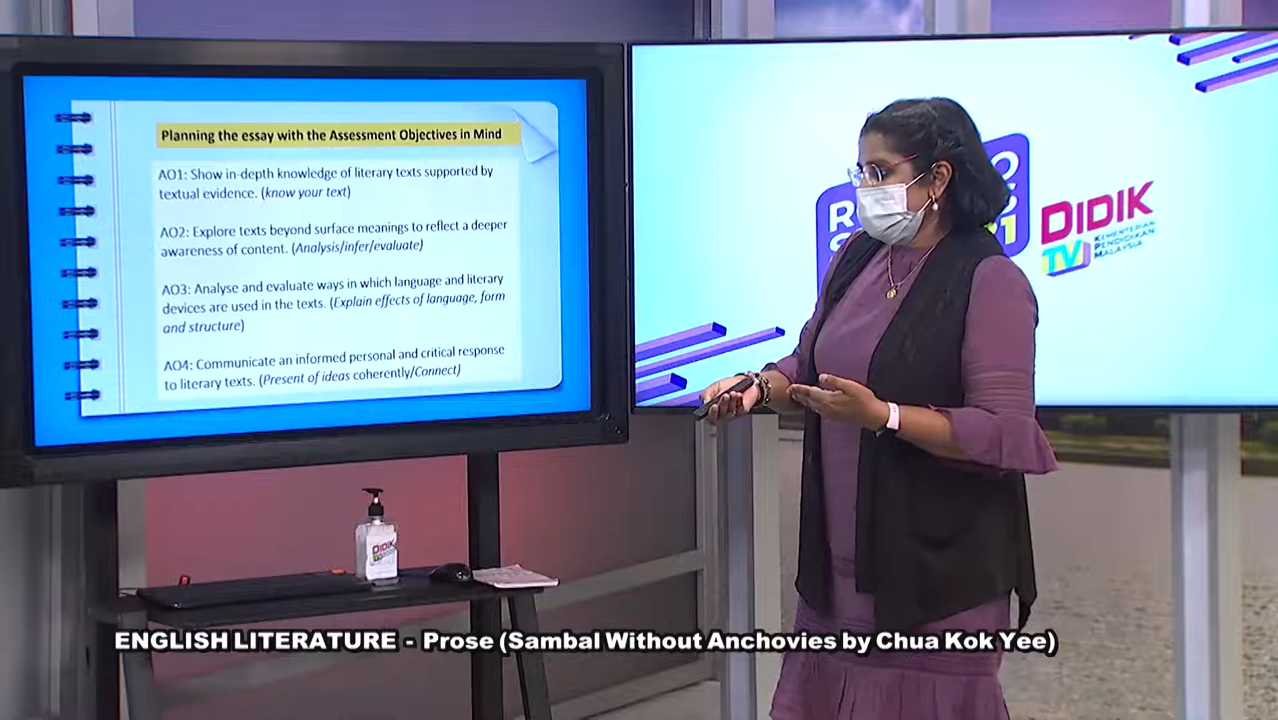 Planning the essay with the Assessment Objectives in Mind
AO1: Show in-depth knowledge of literary texts supported by
textual evidence. (know your text)
AO2: Explore texts beyond surface meanings to reflect a deeper
awareness of content. (Analysis/infer/evaluate)
AO3: Analyse and evaluate ways in which language and literary
devices are used in the texts. (Explain effects of language, form
and structure)
AO4: Communicate an informed personal and critical response
to literary texts. (Present of ideas coherently/Connect)
DIDIK
TV
KEMENTERIAN
PENDIDIKAN
MALAYSIA
DIDIK
ENGLISH LITERATURE - Prose (Sambal Without Anchovies by Chua Kok Yee)